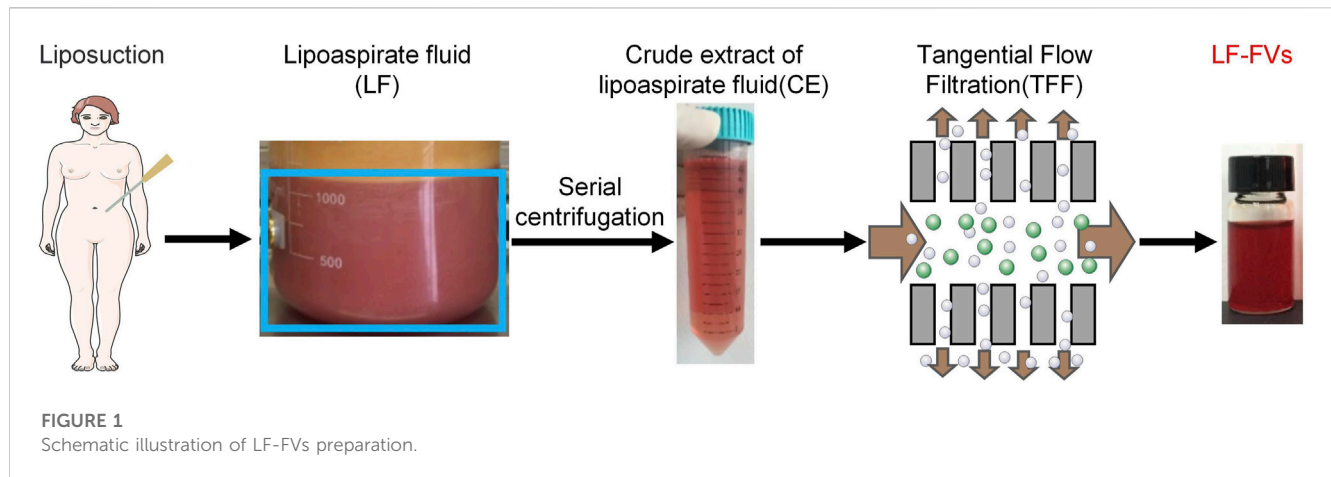 Liposuction
Lipoaspirate fluid
(LF)
Crude extract of
lipoaspirate fluid(CE)
Tangential Flow
Filtration(TFF)
LF-FVs
1000
500
Serial
centrifugation
FIGURE 1
Schematic illustration of LF-FVs preparation.